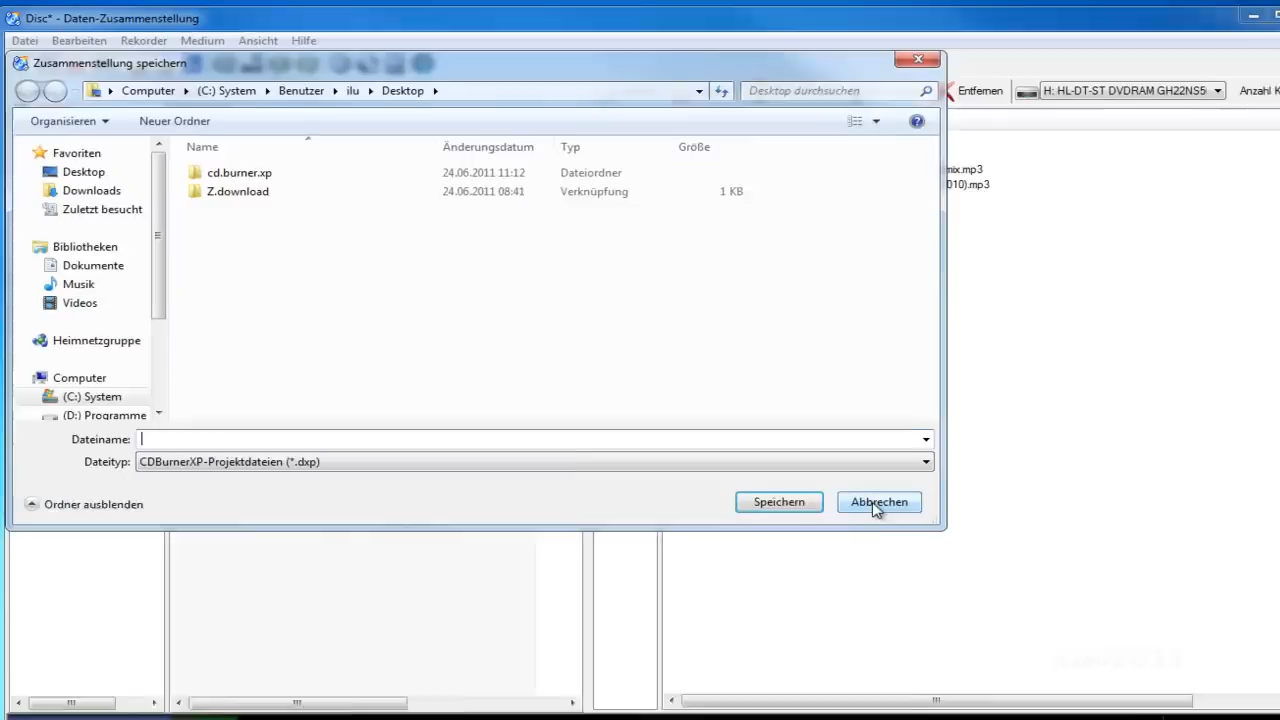 Disc* - Daten-Zusammenstellung
Datei Bearbeiten Rekorder Medium Ansicht Hilfe
Zusammenstellung speichern
Computer (C:) System Benutzer ilu Desktop Desktop durchsuchen Entfernen H: HL-DT-ST DVDRAM GH22NS5 Anzahl K
Organisieren Neuer Ordner
Name Änderungsdatum Typ Größe
Favoriten
Desktop cd.burner.xp 24.06.2011 11:12 Dateiordner mix.mp3
010).mp3
Downloads Z.download 24.06.2011 08:41 Verknüpfung 1 KB
Zuletzt besucht
Bibliotheken
Dokumente
Musik
Videos
Heimnetzgruppe
Computer
(C:) System
(D:) Programme
Dateiname:
Dateityp: CDBurnerXP-Projektdateien (*.dxp)
Ordner ausblenden Speichern Abbrechen